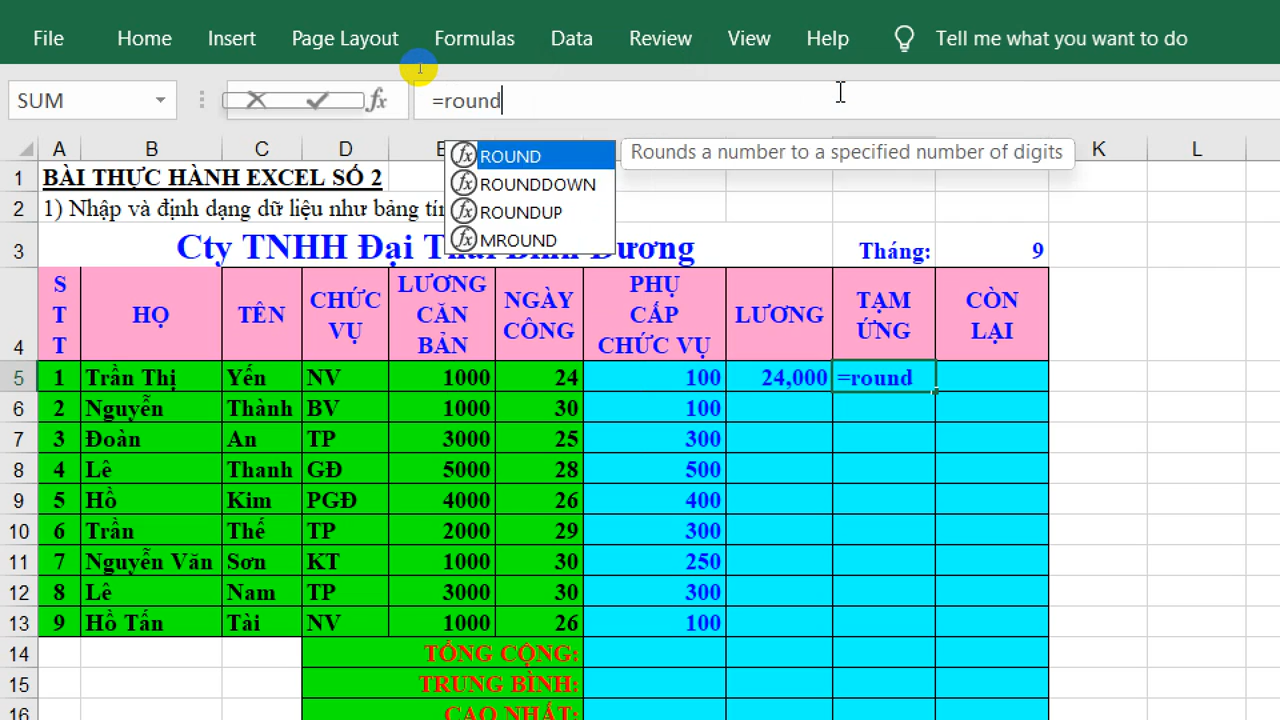 File Home Insert Page Layout Formulas Data Review View Help Tell me what you want to do
SUM fx =round
ROUND Rounds a number to a specified number of digits
ROUNDDOWN
ROUNDUP
MROUND
A B C D K L
1 BÀI THỰC HÀNH EXCEL SỐ 2
2 1) Nhập và định dạng dữ liệu như bảng
3 Cty TNHH Đại Dương Tháng: 9
4 STT HỌ TÊN CHỨC VỤ LƯƠNG CĂN BẢN NGÀY CÔNG PHỤ CẤP CHỨC VỤ LƯƠNG TẠM ỨNG CÒN LẠI
5 1 Trần Thị Yến NV 1000 24 100 24,000 =round
6 2 Nguyễn Thành BV 1000 30 100
7 3 Đoàn An TP 3000 25 300
8 4 Lê Thanh GĐ 5000 28 500
9 5 Hồ Kim PGĐ 4000 26 400
10 6 Trần Thế TP 2000 29 300
11 7 Nguyễn Văn Sơn KT 1000 30 250
12 8 Lê Nam TP 3000 30 300
13 9 Hồ Tấn Tài NV 1000 26 100
14 TỔNG CỘNG:
15 TRUNG BÌNH:
16 CAO NHẤT: